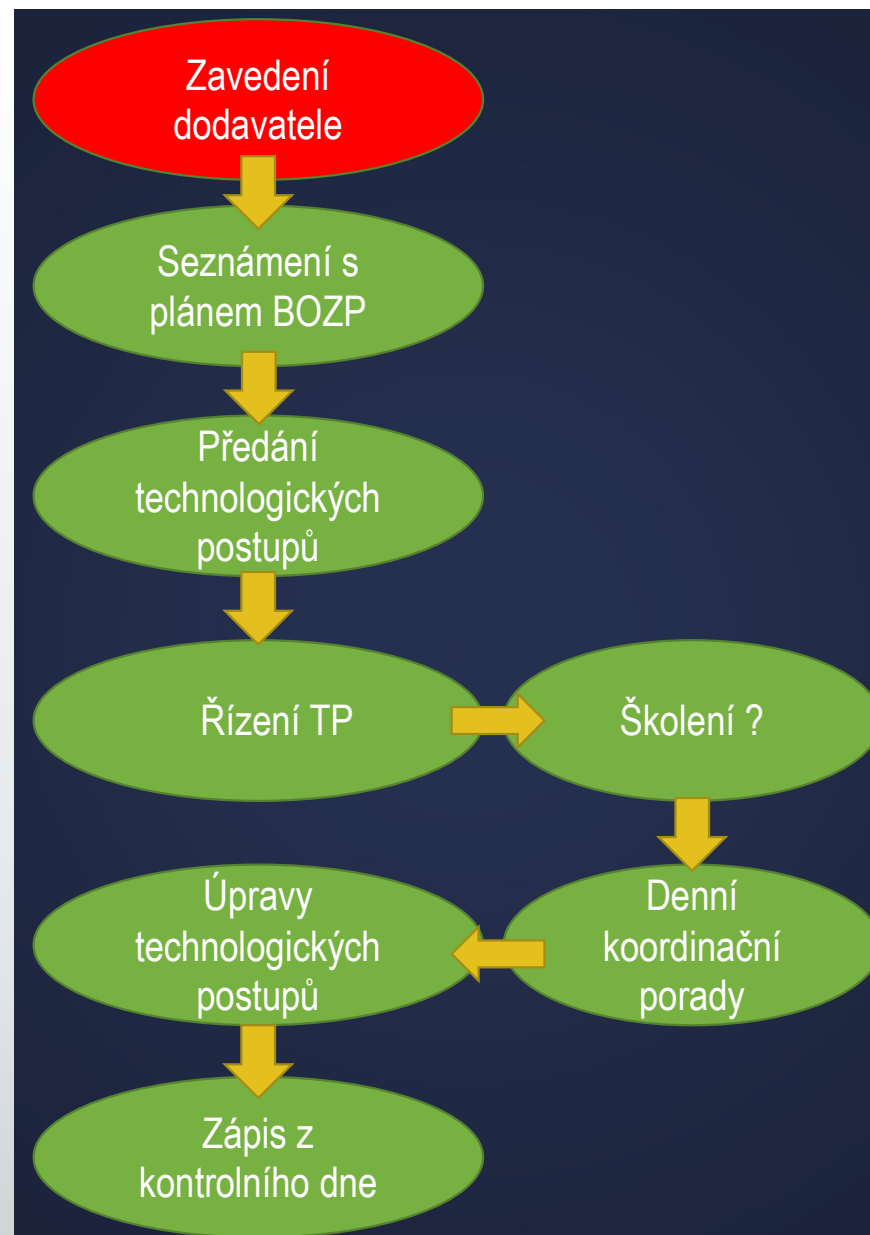 Zavedení
dodavatele
Seznámení s
plánem BOZP
Předání
technologických
postupů
Řízení TP
Školení ?
Denní
koordinační
porady
Úpravy
technologických
postupů
Zápis z
kontrolního dne